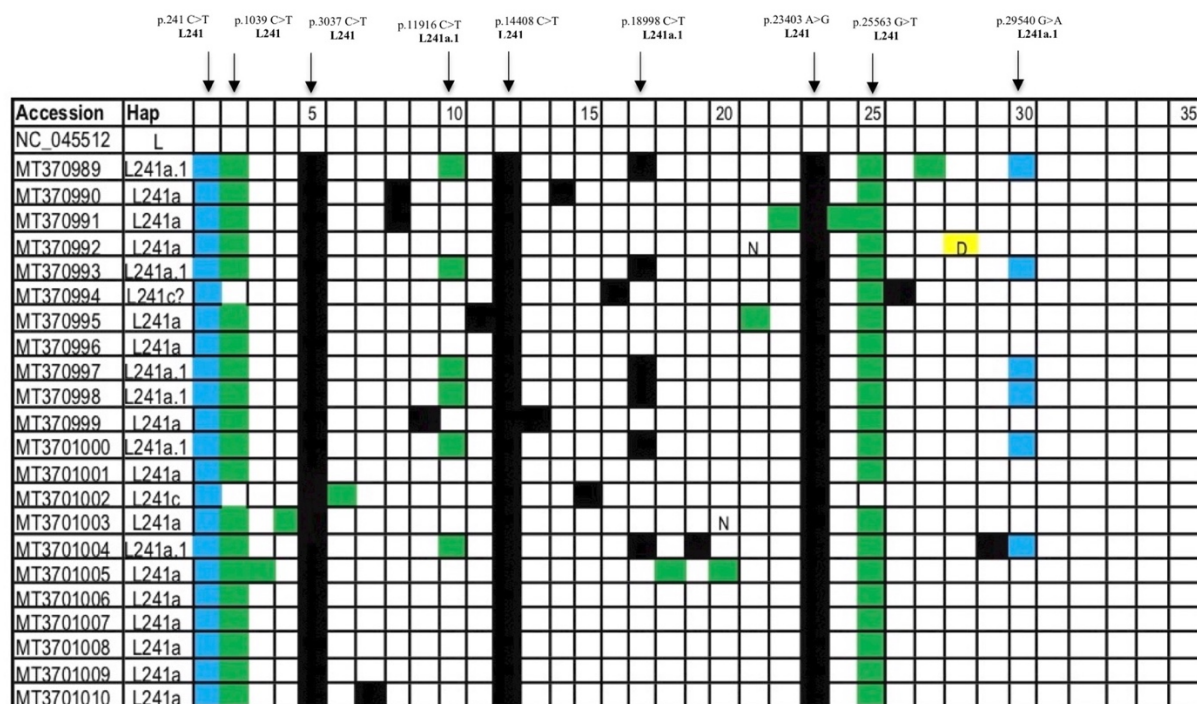 p.241 C>T p.1039 C>T p.3037 C>T p.11916 C>T p.14408 C>T p.18998 C>T p.23403 A>G p.25563 G>T p.29540 G>A
L241 L241 L241 L241a.1 L241 L241a.1 L241 L241 L241a.1
Accession Hap 5 10 15 20 25 30 35
NC_045512 L
MT370989 L241a.1
MT370990 L241a
MT370991 L241a
MT370992 L241a N D
MT370993 L241a.1
MT370994 L241c?
MT370995 L241a
MT370996 L241a
MT370997 L241a.1
MT370998 L241a.1
MT370999 L241a
MT3701000 L241a.1
MT3701001 L241a
MT3701002 L241c
MT3701003 L241a N
MT3701004 L241a.1
MT3701005 L241a
MT3701006 L241a
MT3701007 L241a
MT3701008 L241a
MT3701009 L241a
MT3701010 L241a